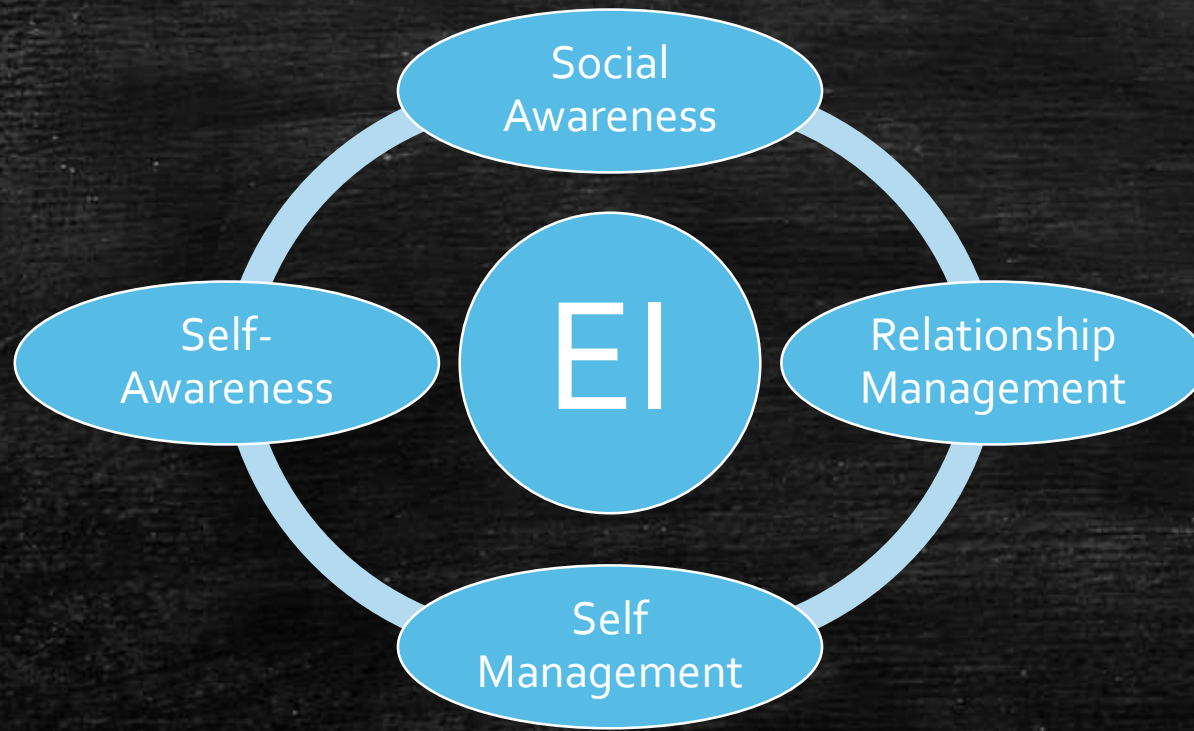 Social
Awareness
Self-
Awareness
EI
Relationship
Management
Self
Management